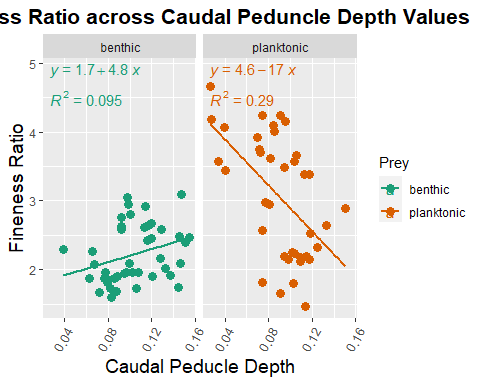 ss Ratio across Caudal Peduncle Depth Values
benthic
planktonic
y = 1.7 + 4.8 x
R² = 0.095
y = 4.6 − 17 x
R² = 0.29
5
4
3
2
Fineness Ratio
0.04 0.08 0.12 0.16
0.04 0.08 0.12 0.16
Caudal Peducle Depth
Prey
benthic
planktonic